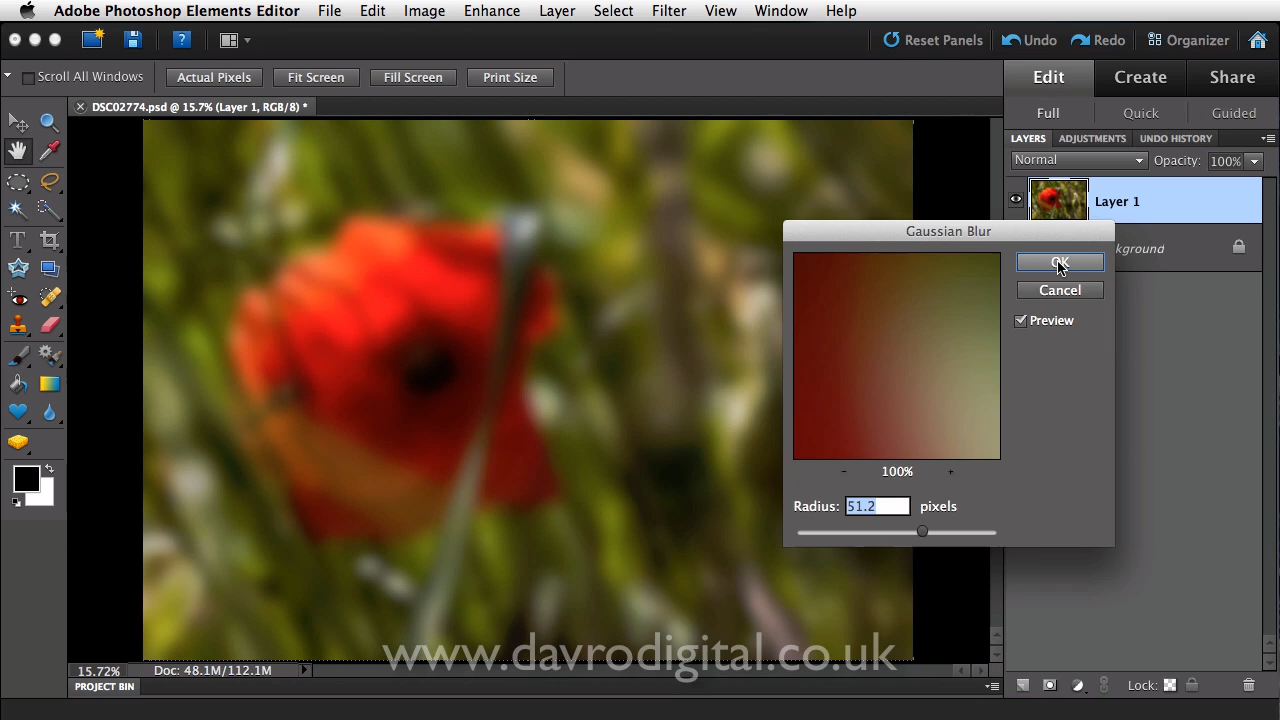 Adobe Photoshop Elements Editor File Edit Image Enhance Layer Select Filter View Window Help
Reset Panels Undo Redo Organizer
Scroll All Windows Actual Pixels Fit Screen Fill Screen Print Size
Edit Create Share
DSC02774.psd @ 15.7% (Layer 1, RGB/8) *
Full Quick Guided
LAYERS ADJUSTMENTS UNDO HISTORY
Normal Opacity: 100%
Layer 1
Gaussian Blur
kground
OK
Cancel
Preview
100%
Radius: 51.2 pixels
www.davrodigital.co.uk
15.72% Doc: 48.1M/112.1M
PROJECT BIN
Lock: